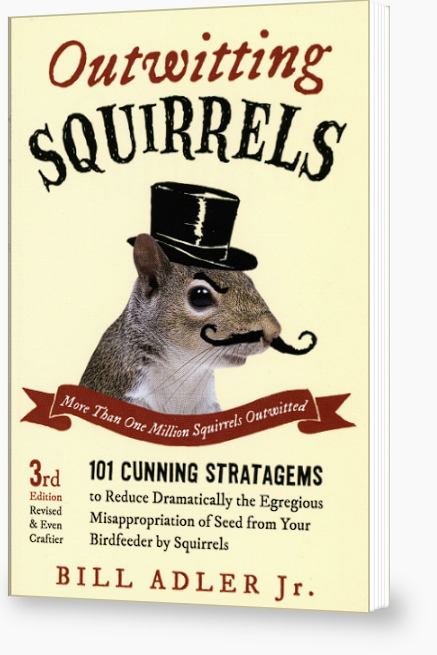 Outwitting
SQUIRRELS
More Than One Million Squirrels Outwitted
3rd
Edition
Revised
& Even
Craftier
101 CUNNING STRATAGEMS
to Reduce Dramatically the Egregious
Misappropriation of Seed from Your
Birdfeeder by Squirrels
BILL ADLER Jr.